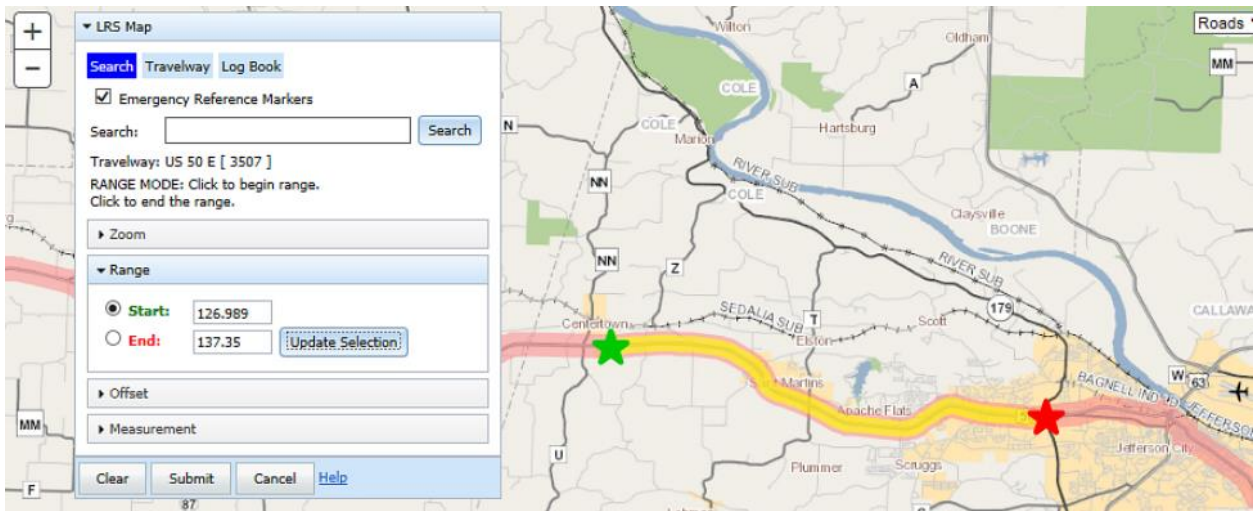 +
−
LRS Map
Search Travelway Log Book
Emergency Reference Markers
Search: Search
Travelway: US 50 E [ 3507 ]
RANGE MODE: Click to begin range.
Click to end the range.
Zoom
Range
Start: 126.989
End: 137.35 Update Selection
Offset
Measurement
Clear Submit Cancel Help
MM
F
87
Roads
Wilton
Oldham
MM
COLE
A
N
COLE
Hartsburg
Marion
RIVER SUB
NN
COLE
Claysville
BOONE
NN
Z
RIVER SUB
179
SEDALIA SUB
T
Scott
CALLAWA
Centertown
Elston
W 63
BAGNELL IND
JEFFERSON
Apache Flats
Jefferson City
U
Plummer
Scruggs
C